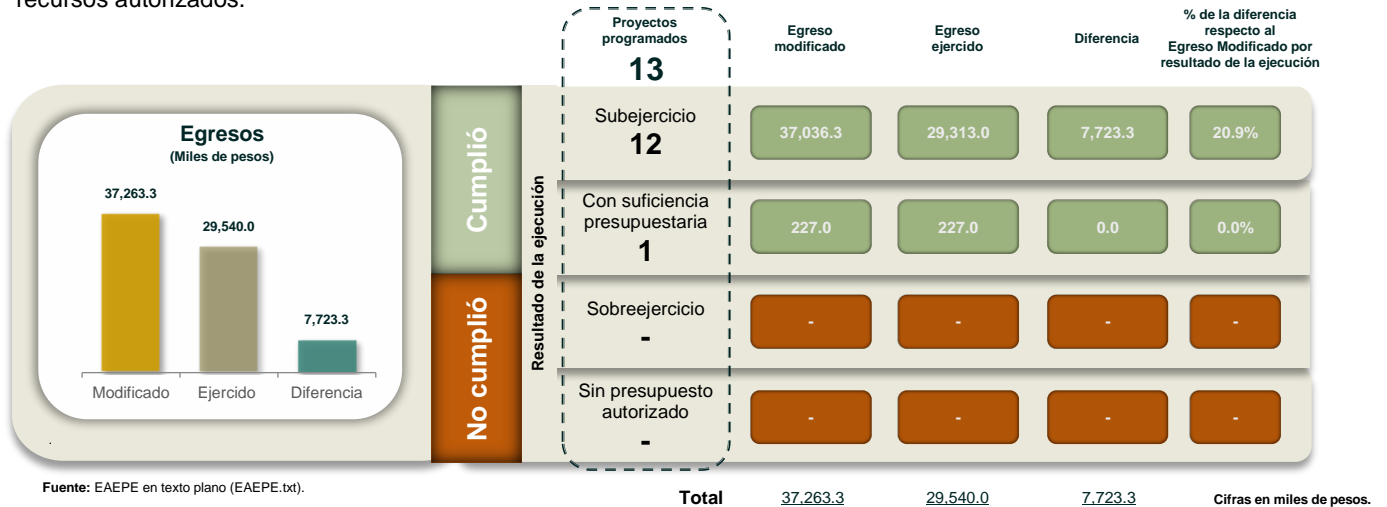 recursos autorizados.
Proyectos
programados
13
Egreso
modificado
Egreso
ejercido
Diferencia
% de la diferencia
respecto al
Egreso Modificado por
resultado de la ejecución
Egresos
(Miles de pesos)
37,263.3
29,540.0
7,723.3
Modificado Ejercido Diferencia
.
Cumplió
No cumplió
Resultado de la ejecución
Subejercicio
12
37,036.3 29,313.0 7,723.3 20.9%
Con suficiencia
presupuestaria
1
227.0 227.0 0.0 0.0%
Sobreejercicio
-
- - - -
Sin presupuesto
autorizado
-
- - - -
Fuente: EAEPE en texto plano (EAEPE.txt).
Total 37,263.3 29,540.0 7,723.3 Cifras en miles de pesos.